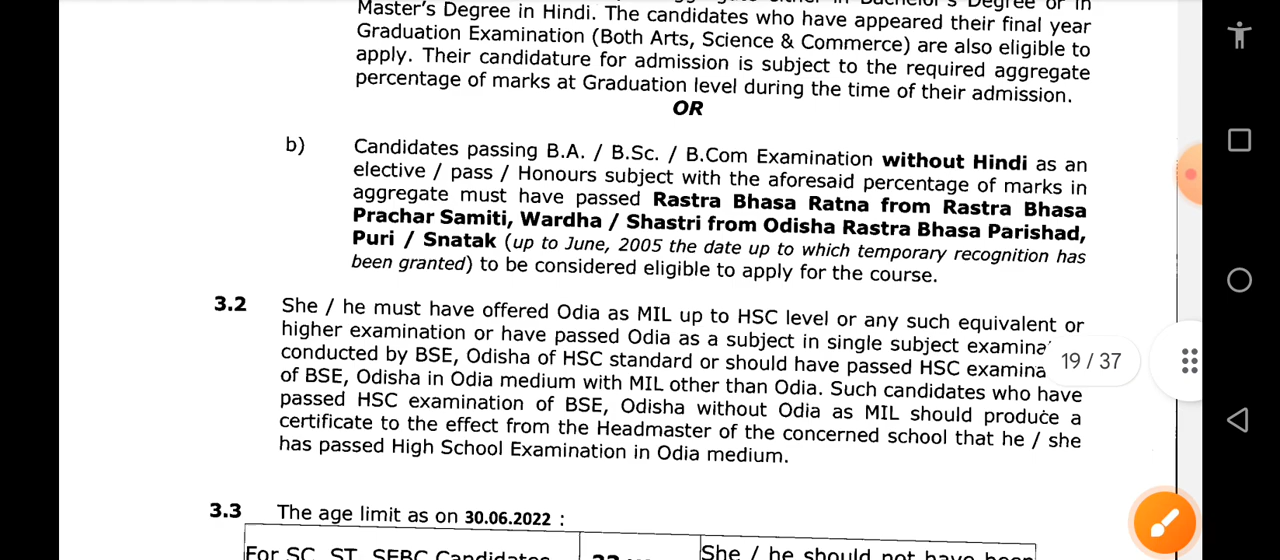 Master's Degree in Hindi. The candidates who have appeared their final year
Graduation Examination (Both Arts, Science & Commerce) are also eligible to
apply. Their candidature for admission is subject to the required aggregate
percentage of marks at Graduation level during the time of their admission.
OR
b) Candidates passing B.A. / B.Sc. / B.Com Examination without Hindi as an
elective / pass / Honours subject with the aforesaid percentage of marks in
aggregate must have passed Rastra Bhasa Ratna from Rastra Bhasa
Prachar Samiti, Wardha / Shastri from Odisha Rastra Bhasa Parishad,
Puri / Snatak (up to June, 2005 the date up to which temporary recognition has
been granted) to be considered eligible to apply for the course.
3.2 She / he must have offered Odia as MIL up to HSC level or any such equivalent or
higher examination or have passed Odia as a subject in single subject examina
conducted by BSE, Odisha of HSC standard or should have passed HSC examina
19 / 37
of BSE, Odisha in Odia medium with MIL other than Odia. Such candidates who have
passed HSC examination of BSE, Odisha without Odia as MIL should produce a
certificate to the effect from the Headmaster of the concerned school that he / she
has passed High School Examination in Odia medium.
3.3 The age limit as on 30.06.2022 :
For SC, ST, SEBC Candidates
She / he should not have been